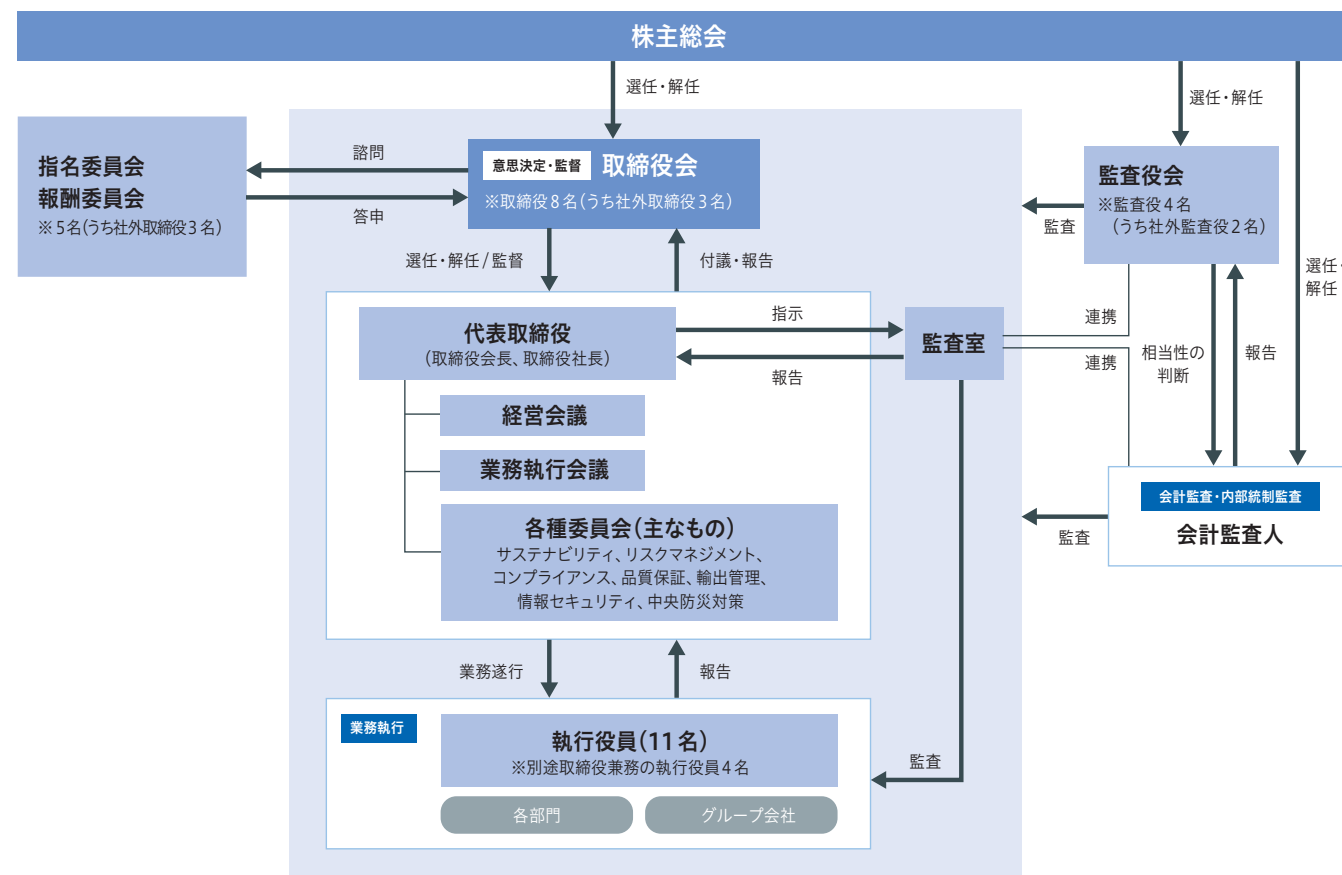 株主総会
選任・解任
選任・解任
指名委員会
報酬委員会
※5名(うち社外取締役3名)
諮問
答申
意思決定・監督
取締役会
※取締役8名(うち社外取締役3名)
監査役会
※監査役4名
(うち社外監査役2名)
監査
選任・解任/監督
付議・報告
選任・
解任
代表取締役
(取締役会長、取締役社長)
指示
報告
監査室
連携
連携
相当性の
判断
報告
経営会議
業務執行会議
各種委員会(主なもの)
サステナビリティ、リスクマネジメント、
コンプライアンス、品質保証、輸出管理、
情報セキュリティ、中央防災対策
会計監査・内部統制監査
会計監査人
監査
業務遂行
報告
業務執行
執行役員(11名)
※別途取締役兼務の執行役員4名
監査
各部門
グループ会社